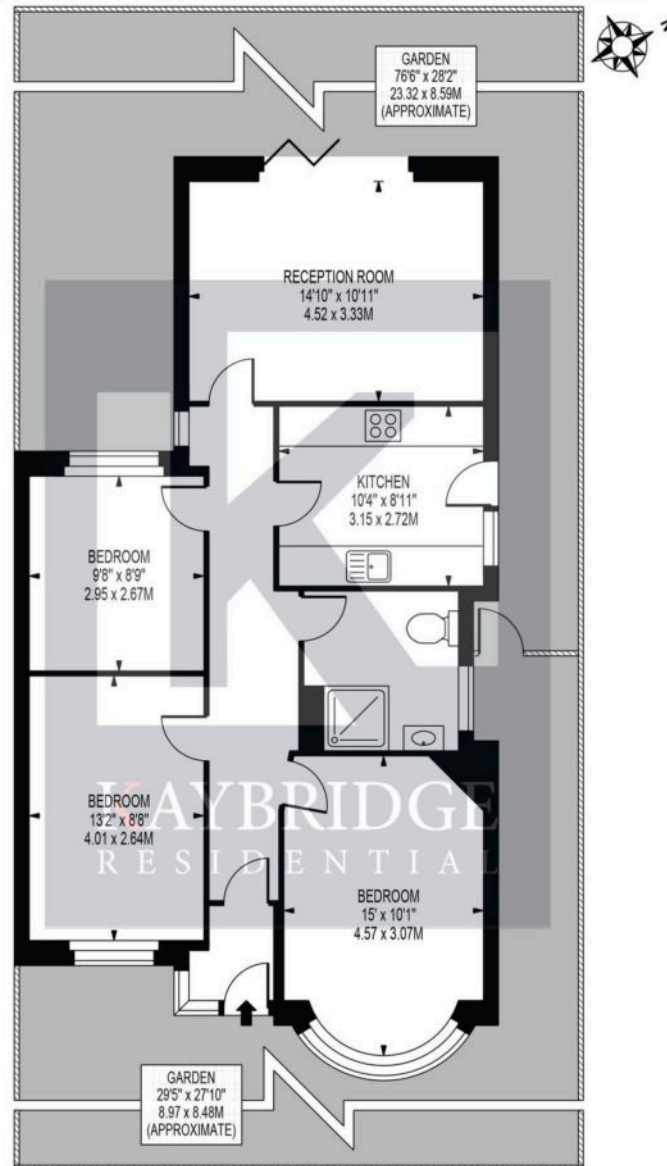 GARDEN
76'6" x 28'2"
23.32 x 8.59M
(APPROXIMATE)
RECEPTION ROOM
14'10" x 10'11"
4.52 x 3.33M
KITCHEN
10'4" x 8'11"
3.15 x 2.72M
BEDROOM
9'8" x 8'9"
2.95 x 2.67M
BEDROOM
13'2" x 8'8"
4.01 x 2.64M
KAYBRIDGE
RESIDENTIAL
BEDROOM
15' x 10'1"
4.57 x 3.07M
GARDEN
29'5" x 27'10"
8.97 x 8.48M
(APPROXIMATE)